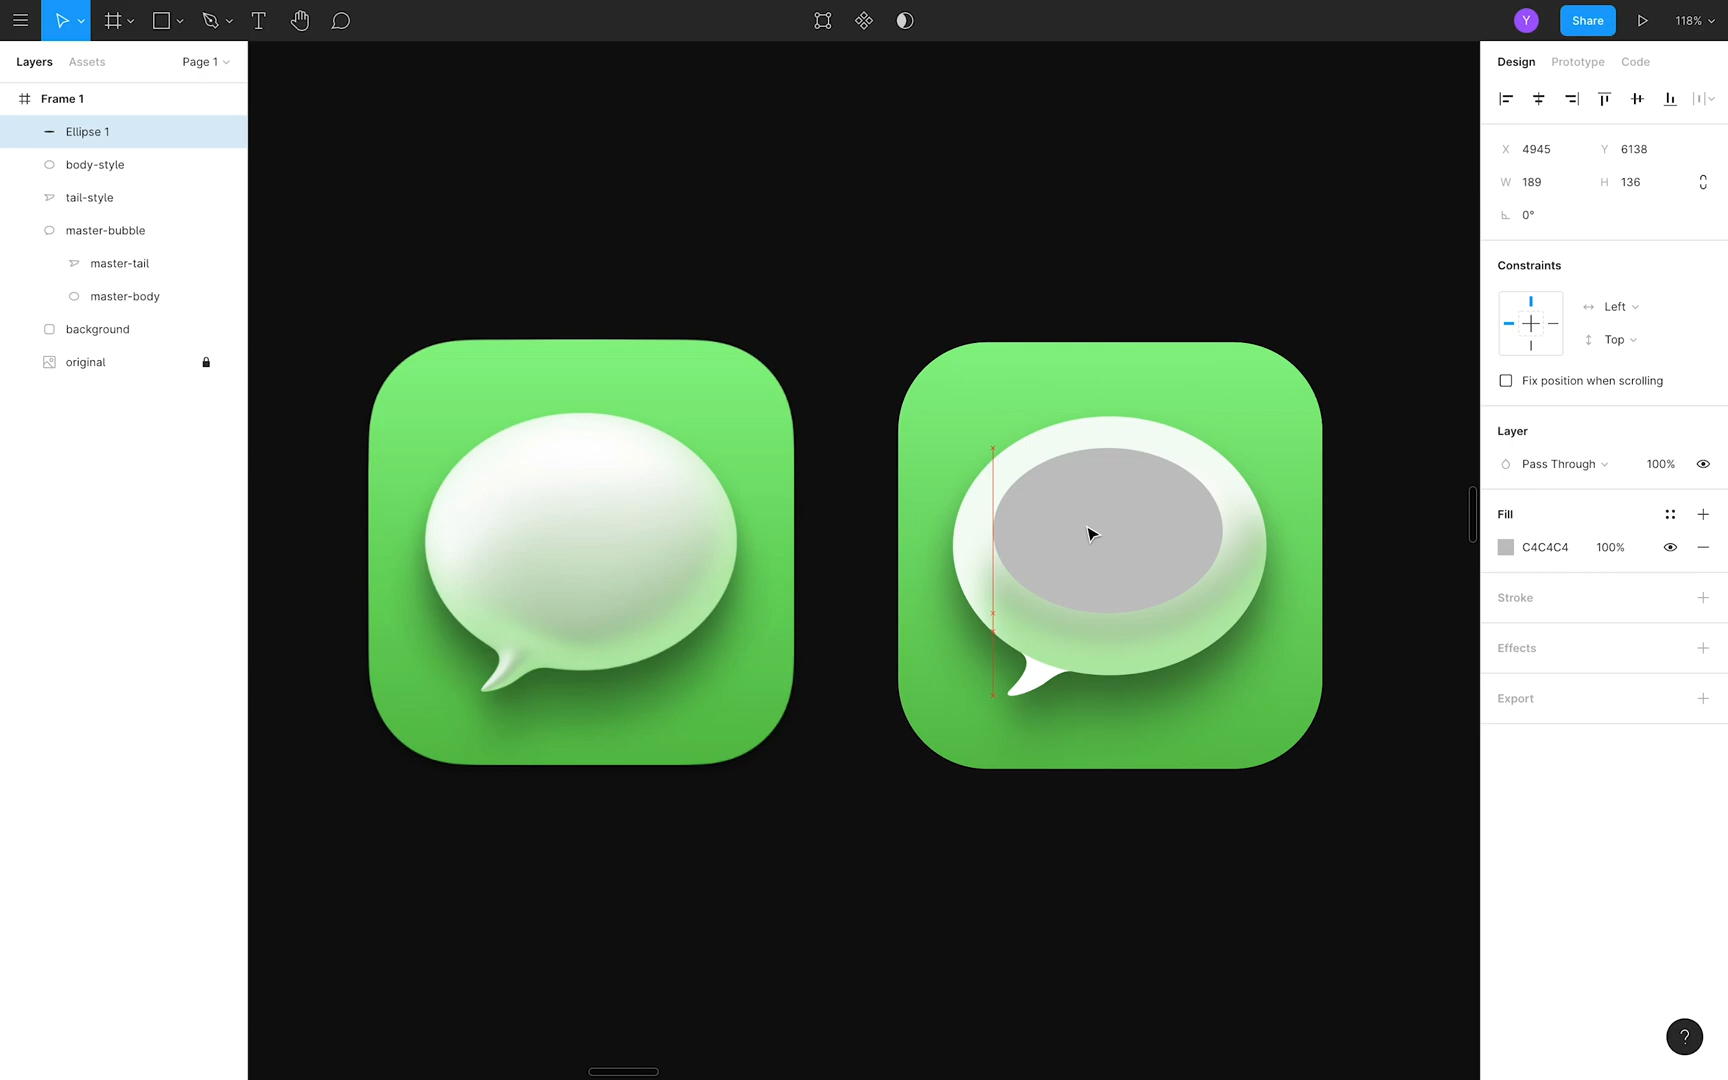 T
Y
Share
118%
Layers
Assets
Page 1
Frame 1
Ellipse 1
body-style
tail-style
master-bubble
master-tail
master-body
background
original
Design
Prototype
Code
X 4945
Y 6138
W 189
H 136
0°
Constraints
Left
Top
Fix position when scrolling
Layer
Pass Through
100%
Fill
C4C4C4
100%
Stroke
Effects
Export
?